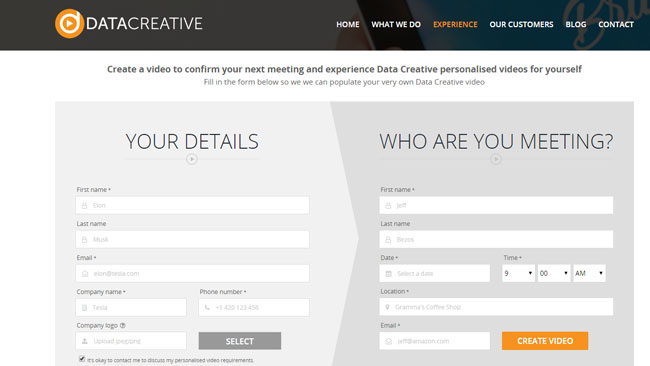 DATACREATIVE
HOME WHAT WE DO EXPERIENCE OUR CUSTOMERS BLOG CONTACT
Create a video to confirm your next meeting and experience Data Creative personalised videos for yourself
Fill in the form below so we we can populate your very own Data Creative video
YOUR DETAILS
First name *
Elon
Last name
Musk
Email *
elon@tesla.com
Company name * Phone number *
Tesla +1 420 123 456
Company logo
Upload jpeg/png SELECT
It's okay to contact me to discuss my personalised video requirements.
WHO ARE YOU MEETING?
First name *
Jeff
Last name
Bezos
Date * Time *
Select a date 9 00 AM
Location *
Gramma's Coffee Shop
Email *
Jeff@amazon.com CREATE VIDEO